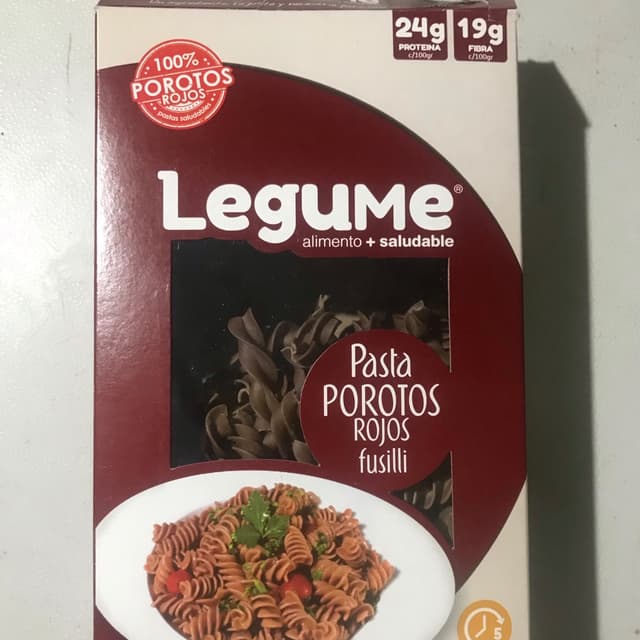 24g
PROTEINA
c/100gr
19g
FIBRA
c/100gr
100%
POROTOS
ROJOS
pastas saludables
Legume®
alimento + saludable
Pasta
POROTOS
ROJOS
fusilli
5